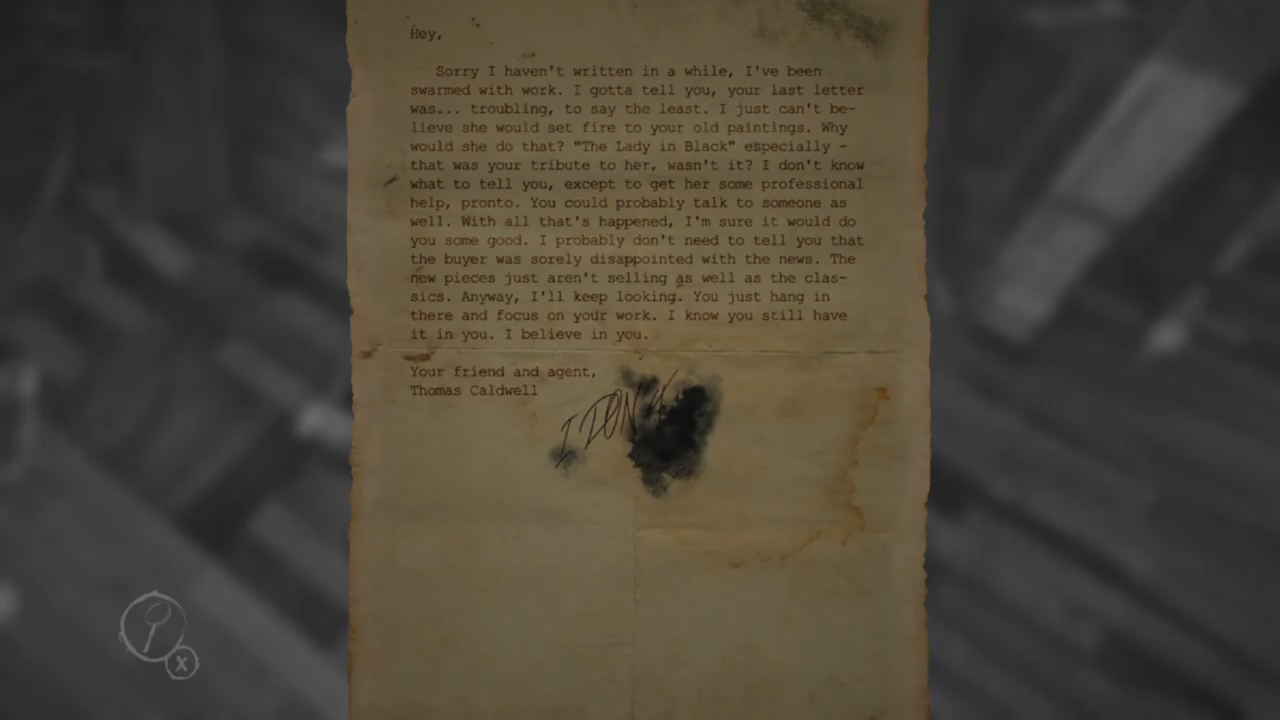 Hey,
Sorry I haven't written in a while, I've been
swarmed with work. I gotta tell you, your last letter
was... troubling, to say the least. I just can't be-
lieve she would set fire to your old paintings. Why
would she do that? "The Lady in Black" especially -
that was your tribute to her, wasn't it? I don't know
what to tell you, except to get her some professional
help, pronto. You could probably talk to someone as
well. With all that's happened, I'm sure it would do
you some good. I probably don't need to tell you that
the buyer was sorely disappointed with the news. The
new pieces just aren't selling as well as the clas-
sics. Anyway, I'll keep looking. You just hang in
there and focus on your work. I know you still have
it in you. I believe in you.
Your friend and agent,
Thomas Caldwell
I DON'T
X